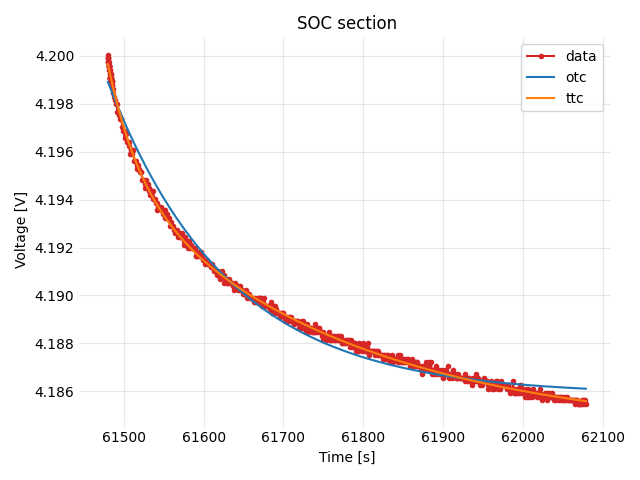 SOC section
data
otc
ttc
Voltage [V]
4.200
4.198
4.196
4.194
4.192
4.190
4.188
4.186
61500 61600 61700 61800 61900 62000 62100
Time [s]